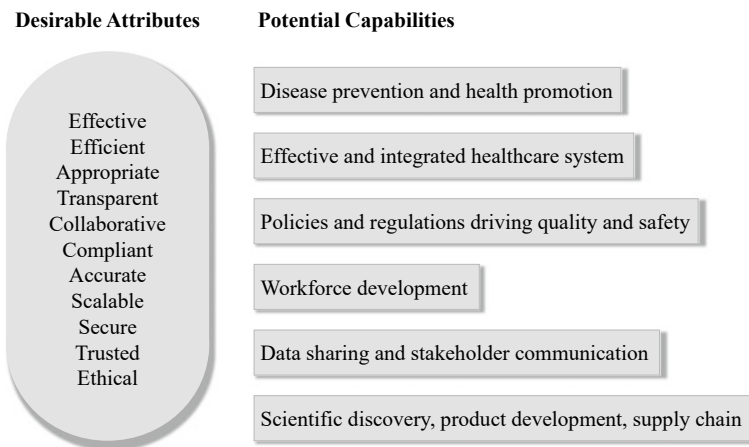 Desirable Attributes
Effective
Efficient
Appropriate
Transparent
Collaborative
Compliant
Accurate
Scalable
Secure
Trusted
Ethical
Potential Capabilities
Disease prevention and health promotion
Effective and integrated healthcare system
Policies and regulations driving quality and safety
Workforce development
Data sharing and stakeholder communication
Scientific discovery, product development, supply chain